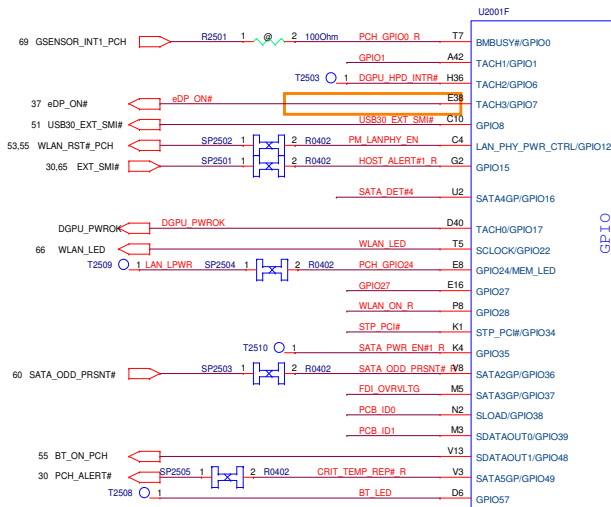 U2001F
69 GSENSOR_INT1_PCH R2501 1 @ 2 100Ohm PCH_GPIO0_R T7 BMBUSY#/GPIO0
GPIO1 A42 TACH1/GPIO1
T2503 1 DGPU_HPD_INTR# H36 TACH2/GPIO6
37 eDP_ON# eDP_ON# E38 TACH3/GPIO7
51 USB30_EXT_SMI# USB30_EXT_SMI# C10 GPIO8
53,55 WLAN_RST#_PCH SP2502 1 2 R0402 PM_LANPHY_EN C4 LAN_PHY_PWR_CTRL/GPIO12
30,65 EXT_SMI# SP2501 1 2 R0402 HOST_ALERT#1_R G2 GPIO15
SATA_DET#4 U2 SATA4GP/GPIO16
DGPU_PWROK DGPU_PWROK D40 TACH0/GPIO17
66 WLAN_LED WLAN_LED T5 SCLOCK/GPIO22
T2509 1 LAN_LPWR SP2504 1 2 R0402 PCH_GPIO24 E8 GPIO24/MEM_LED
GPIO27 E16 GPIO27
WLAN_ON_R P8 GPIO28
STP_PCI# K1 STP_PCI#/GPIO34
T2510 1 SATA_PWR_EN#1_R K4 GPIO35
60 SATA_ODD_PRSNT# SP2503 1 2 R0402 SATA_ODD_PRSNT#_R V8 SATA2GP/GPIO36
FDI_OVRVLTG M5 SATA3GP/GPIO37
PCB_ID0 N2 SLOAD/GPIO38
PCB_ID1 M3 SDATAOUT0/GPIO39
55 BT_ON_PCH V13 SDATAOUT1/GPIO48
30 PCH_ALERT# SP2505 1 2 R0402 CRIT_TEMP_REP#_R V3 SATA5GP/GPIO49
T2508 1 BT_LED D6 GPIO57
GPIO